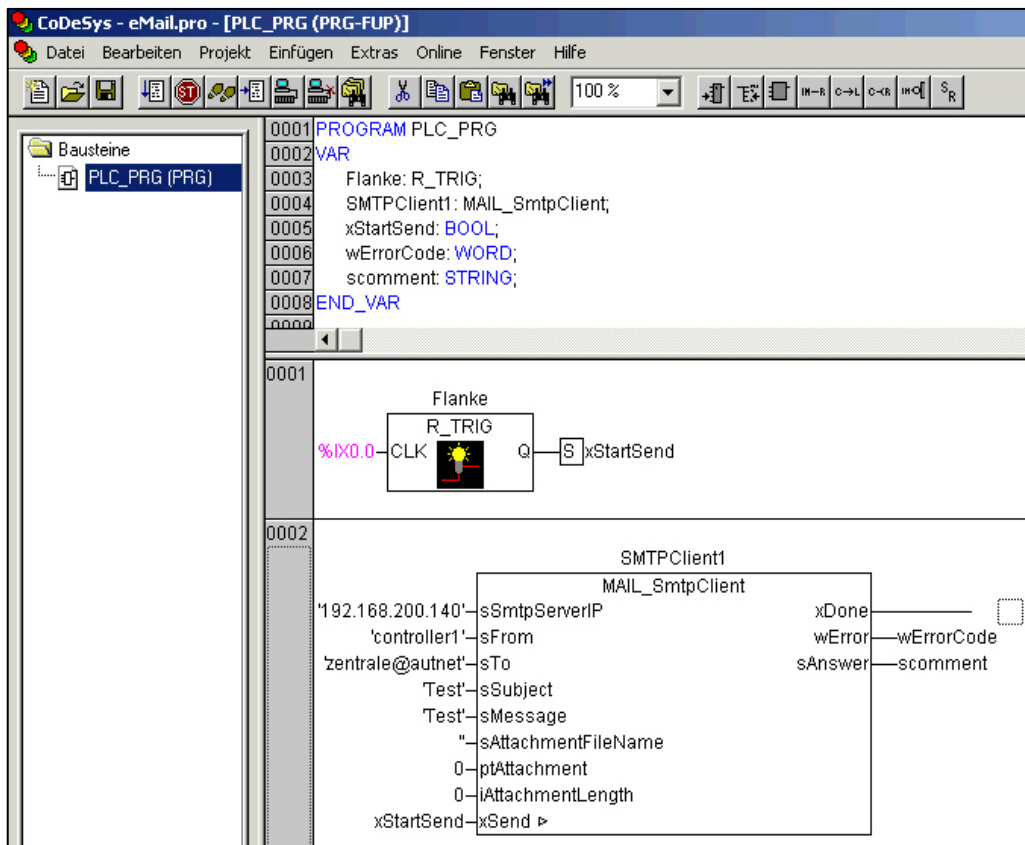 CoDeSys - eMail.pro - [PLC_PRG (PRG-FUP)]
Datei Bearbeiten Projekt Einfügen Extras Online Fenster Hilfe
100 %
Bausteine
PLC_PRG (PRG)
0001 PROGRAM PLC_PRG
0002 VAR
0003 Flanke: R_TRIG;
0004 SMTPClient1: MAIL_SmtpClient;
0005 xStartSend: BOOL;
0006 wErrorCode: WORD;
0007 scomment: STRING;
0008 END_VAR
0001
Flanke
R_TRIG
%IX0.0 CLK Q S xStartSend
0002
SMTPClient1
MAIL_SmtpClient
'192.168.200.140' sSmtpServerIP xDone
'controller1' sFrom wError wErrorCode
'zentrale@autnet' sTo sAnswer scomment
'Test' sSubject
'Test' sMessage
'' sAttachmentFileName
0 ptAttachment
0 iAttachmentLength
xStartSend xSend ▹